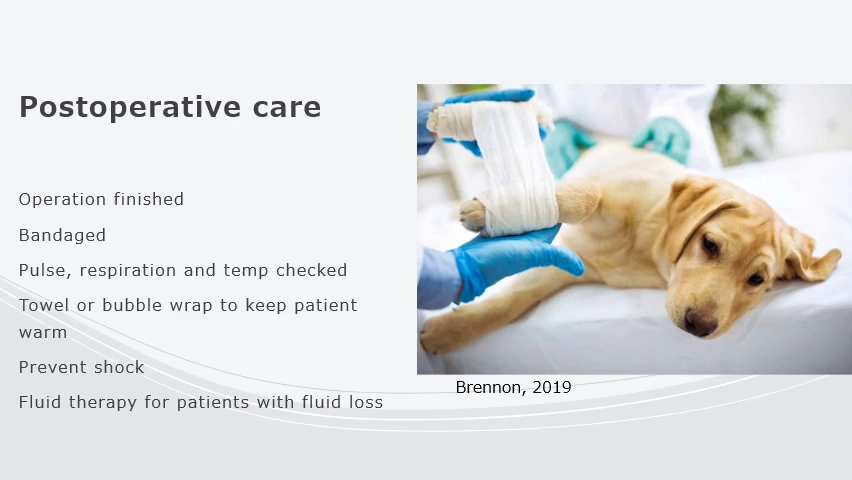 Postoperative care
Operation finished
Bandaged
Pulse, respiration and temp checked
Towel or bubble wrap to keep patient
warm
Prevent shock
Fluid therapy for patients with fluid loss
Brennon, 2019